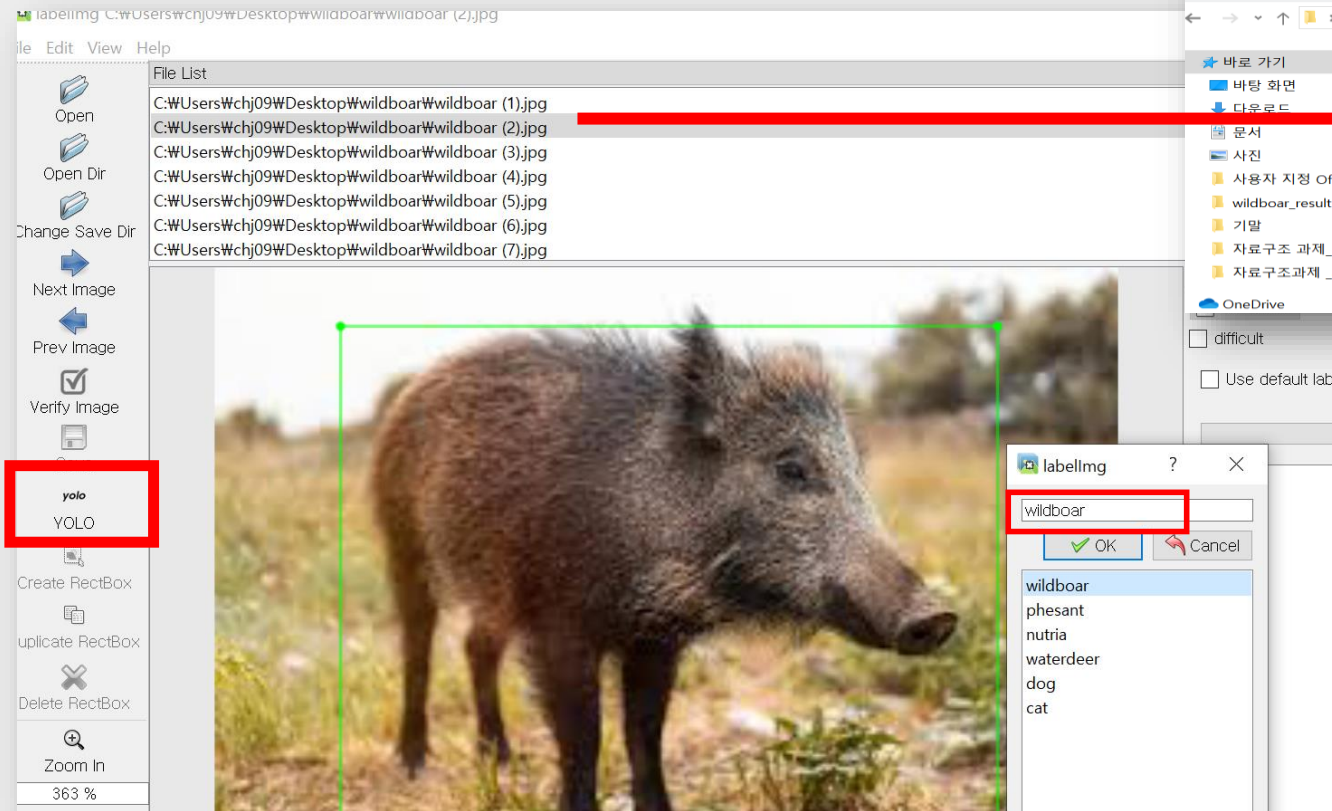 labelImg C:₩Users₩chj09₩Desktop₩wildboar₩wildboar (2).jpg
Edit View Help
File List
Open
Open Dir
Change Save Dir
Next Image
Prev Image
Verify Image
yolo
YOLO
Create RectBox
uplicate RectBox
Delete RectBox
Zoom In
363 %
C:₩Users₩chj09₩Desktop₩wildboar₩wildboar (1).jpg
C:₩Users₩chj09₩Desktop₩wildboar₩wildboar (2).jpg
C:₩Users₩chj09₩Desktop₩wildboar₩wildboar (3).jpg
C:₩Users₩chj09₩Desktop₩wildboar₩wildboar (4).jpg
C:₩Users₩chj09₩Desktop₩wildboar₩wildboar (5).jpg
C:₩Users₩chj09₩Desktop₩wildboar₩wildboar (6).jpg
C:₩Users₩chj09₩Desktop₩wildboar₩wildboar (7).jpg
바로 가기
바탕 화면
다운로드
문서
사진
사용자 지정 Of
wildboar_result
기말
자료구조 과제_
자료구조과제 _
OneDrive
difficult
Use default lab
labelImg ?
wildboar
OK Cancel
wildboar
phesant
nutria
waterdeer
dog
cat